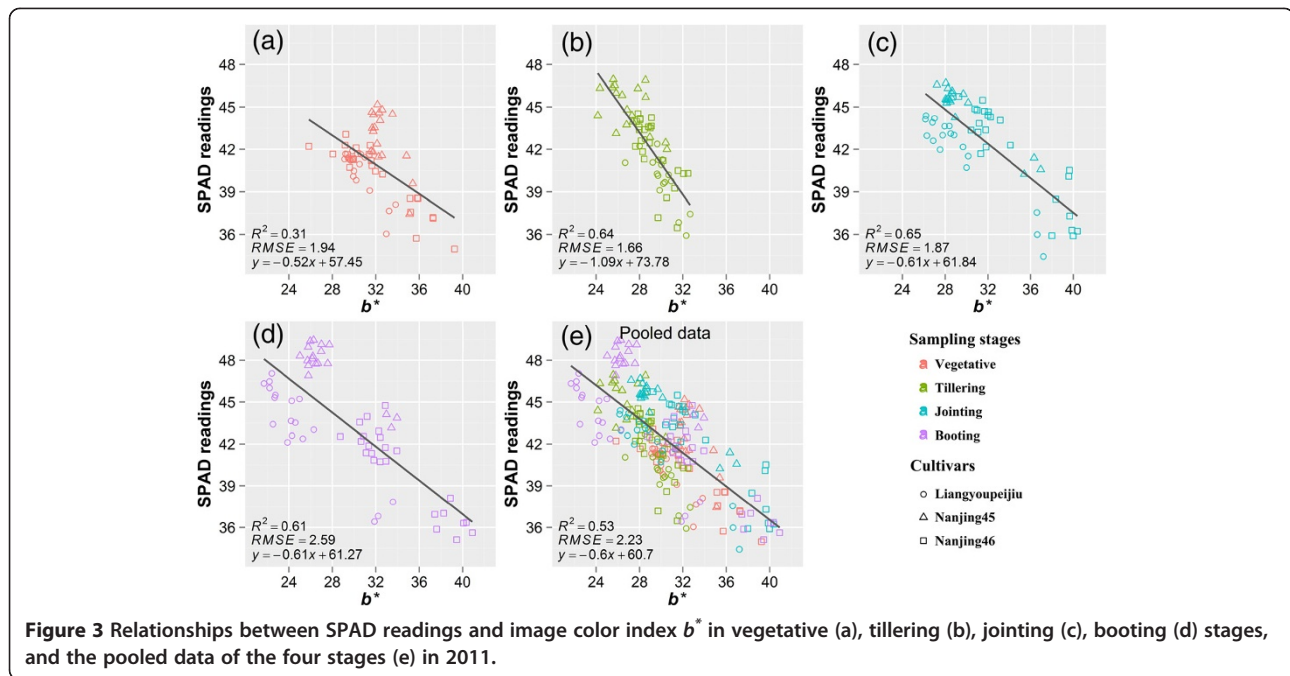 (a)
SPAD readings
48
45
42
39
36
R² = 0.31
RMSE = 1.94
y = −0.52x + 57.45
24 28 32 36 40
b*
(b)
SPAD readings
48
45
42
39
36
R² = 0.64
RMSE = 1.66
y = −1.09x + 73.78
24 28 32 36 40
b*
(c)
SPAD readings
48
45
42
39
36
R² = 0.65
RMSE = 1.87
y = −0.61x + 61.84
24 28 32 36 40
b*
(d)
SPAD readings
48
45
42
39
36
R² = 0.61
RMSE = 2.59
y = −0.61x + 61.27
24 28 32 36 40
b*
(e)
Pooled data
SPAD readings
48
45
42
39
36
R² = 0.53
RMSE = 2.23
y = −0.6x + 60.7
24 28 32 36 40
b*
Sampling stages
a Vegetative
a Tillering
a Jointing
a Booting
Cultivars
Liangyoupeijiu
Nanjing45
Nanjing46
Figure 3 Relationships between SPAD readings and image color index b* in vegetative (a), tillering (b), jointing (c), booting (d) stages,
and the pooled data of the four stages (e) in 2011.